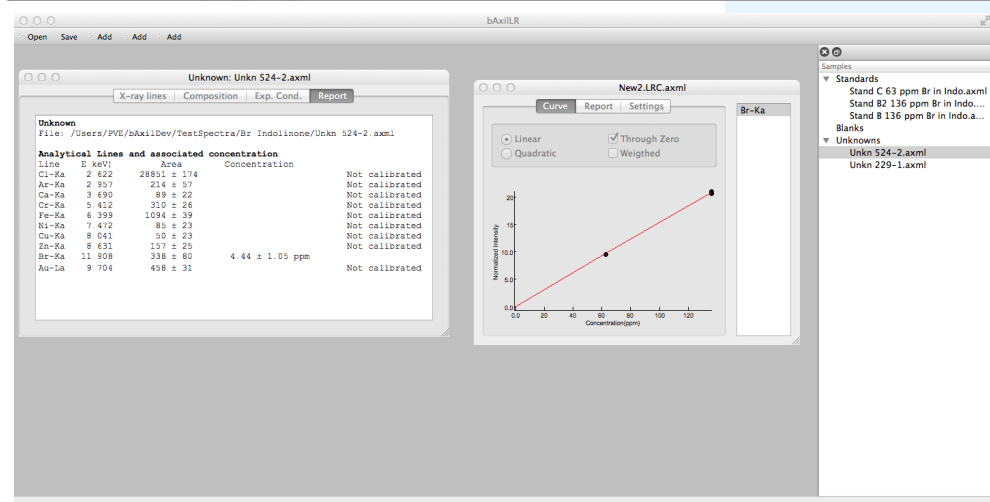 bAxilLR
Open Save Add Add Add
Unknown: Unkn 524-2.axml
X-ray lines Composition Exp. Cond. Report
Unknown
File: /Users/PVE/bAxilDev/TestSpectra/Br Indolinone/Unkn 524-2.axml
Analytical Lines and associated concentration
Line E keV) Area Concentration
Cl-Ka 2.622 28851 ± 174 Not calibrated
Ar-Ka 2.957 214 ± 57 Not calibrated
Ca-Ka 3.690 89 ± 22 Not calibrated
Cr-Ka 5.412 310 ± 26 Not calibrated
Fe-Ka 6.399 1094 ± 39 Not calibrated
Ni-Ka 7.472 85 ± 23 Not calibrated
Cu-Ka 8.041 50 ± 23 Not calibrated
Zn-Ka 8.631 157 ± 25 Not calibrated
Br-Ka 11.908 338 ± 80 4.44 ± 1.05 ppm
Au-La 9.704 458 ± 31 Not calibrated
New2.LRC.axml
Curve Report Settings
Linear Through Zero
Quadratic Weigthed
Br-Ka
Normalized Intensity
20
15
10.0
5.0
0.0
0.0 20 40 60 80 100 120
Concentration(ppm)
Samples
Standards
Stand C 63 ppm Br in Indo.axml
Stand B2 136 ppm Br in Indo....
Stand B 136 ppm Br in Indo.a...
Blanks
Unknowns
Unkn 524-2.axml
Unkn 229-1.axml